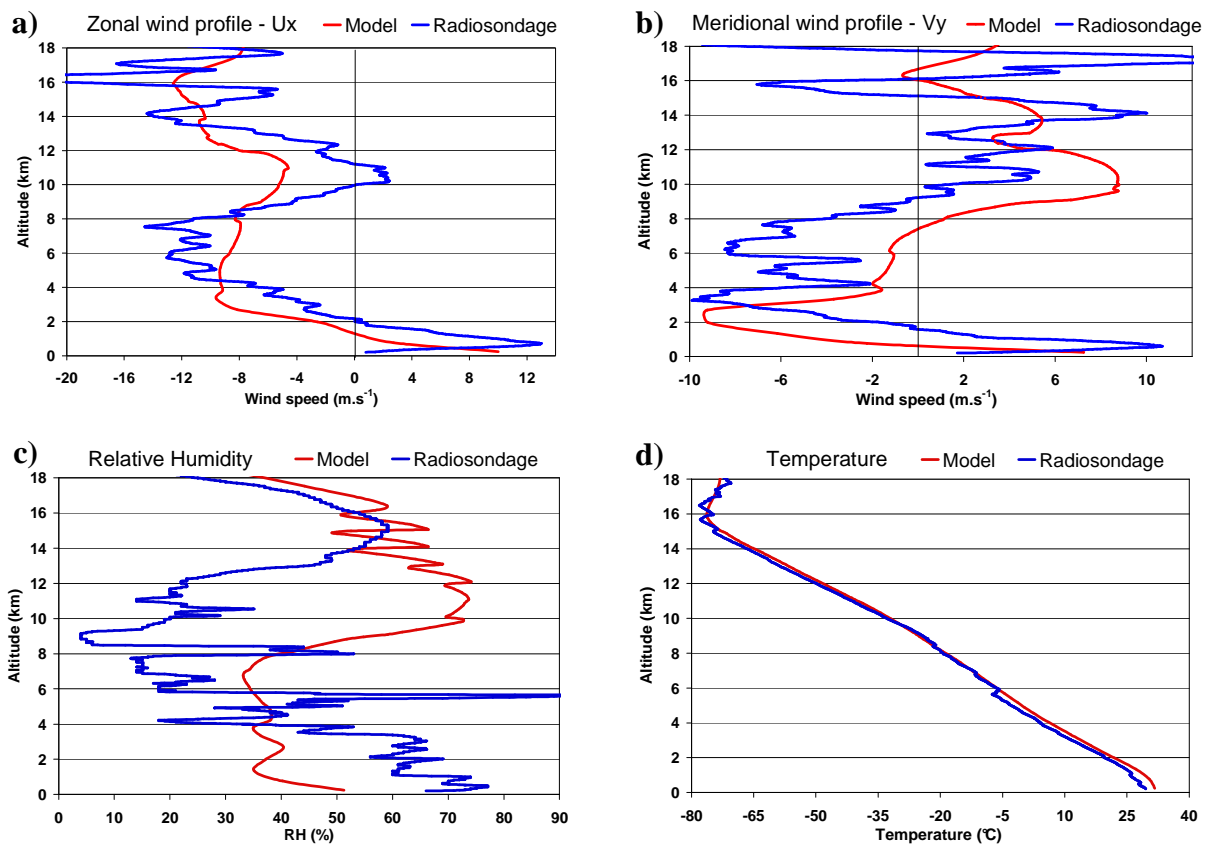 a) Zonal wind profile - Ux Model Radiosondage
18
16
14
12
10
8
6
4
2
0
Altitude (km)
-20 -16 -12 -8 -4 0 4 8 12
Wind speed (m.s-1)
b) Meridional wind profile - Vy Model Radiosondage
18
16
14
12
10
8
6
4
2
0
Altitude (km)
-10 -6 -2 2 6 10
Wind speed (m.s-1)
c) Relative Humidity Model Radiosondage
18
16
14
12
10
8
6
4
2
0
Altitude (km)
0 10 20 30 40 50 60 70 80 90
RH (%)
d) Temperature Model Radiosondage
18
16
14
12
10
8
6
4
2
0
Altitude (km)
-80 -65 -50 -35 -20 -5 10 25 40
Temperature (°C)